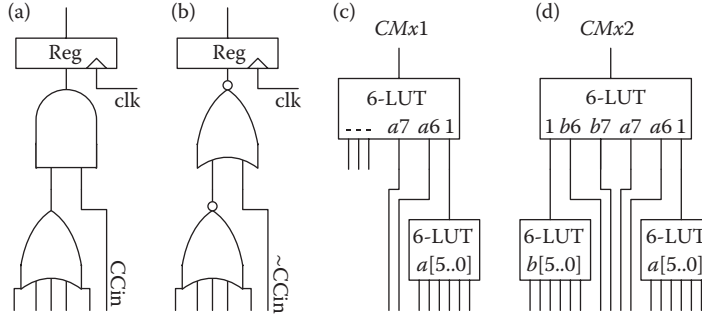 (a)
Reg
clk
CCin
(b)
Reg
clk
~CCin
(c)
CMx1
6-LUT
--- a7 a6 1
6-LUT
a[5..0]
(d)
CMx2
6-LUT
1 b6 b7 a7 a6 1
6-LUT
b[5..0]
6-LUT
a[5..0]